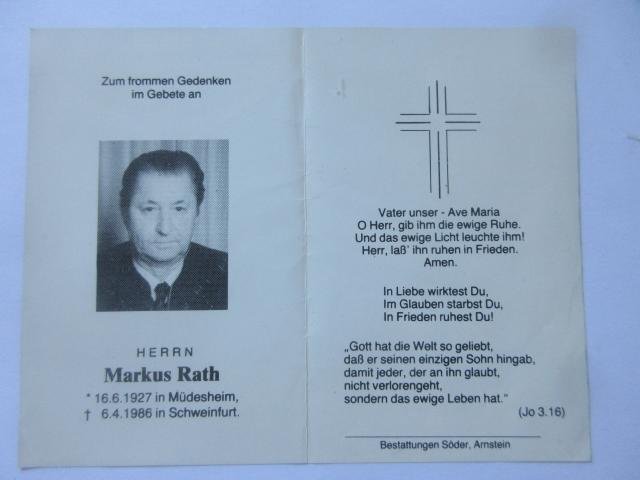 Zum frommen Gedenken
im Gebete an
HERRN
Markus Rath
* 16.6.1927 in Müdesheim,
† 6.4.1986 in Schweinfurt.
Vater unser - Ave Maria
O Herr, gib ihm die ewige Ruhe.
Und das ewige Licht leuchte ihm!
Herr, laß' ihn ruhen in Frieden.
Amen.
In Liebe wirktest Du,
Im Glauben starbst Du,
In Frieden ruhest Du!
„Gott hat die Welt so geliebt,
daß er seinen einzigen Sohn hingab,
damit jeder, der an ihn glaubt,
nicht verlorengeht,
sondern das ewige Leben hat."
(Jo 3.16)
Bestattungen Söder, Arnstein